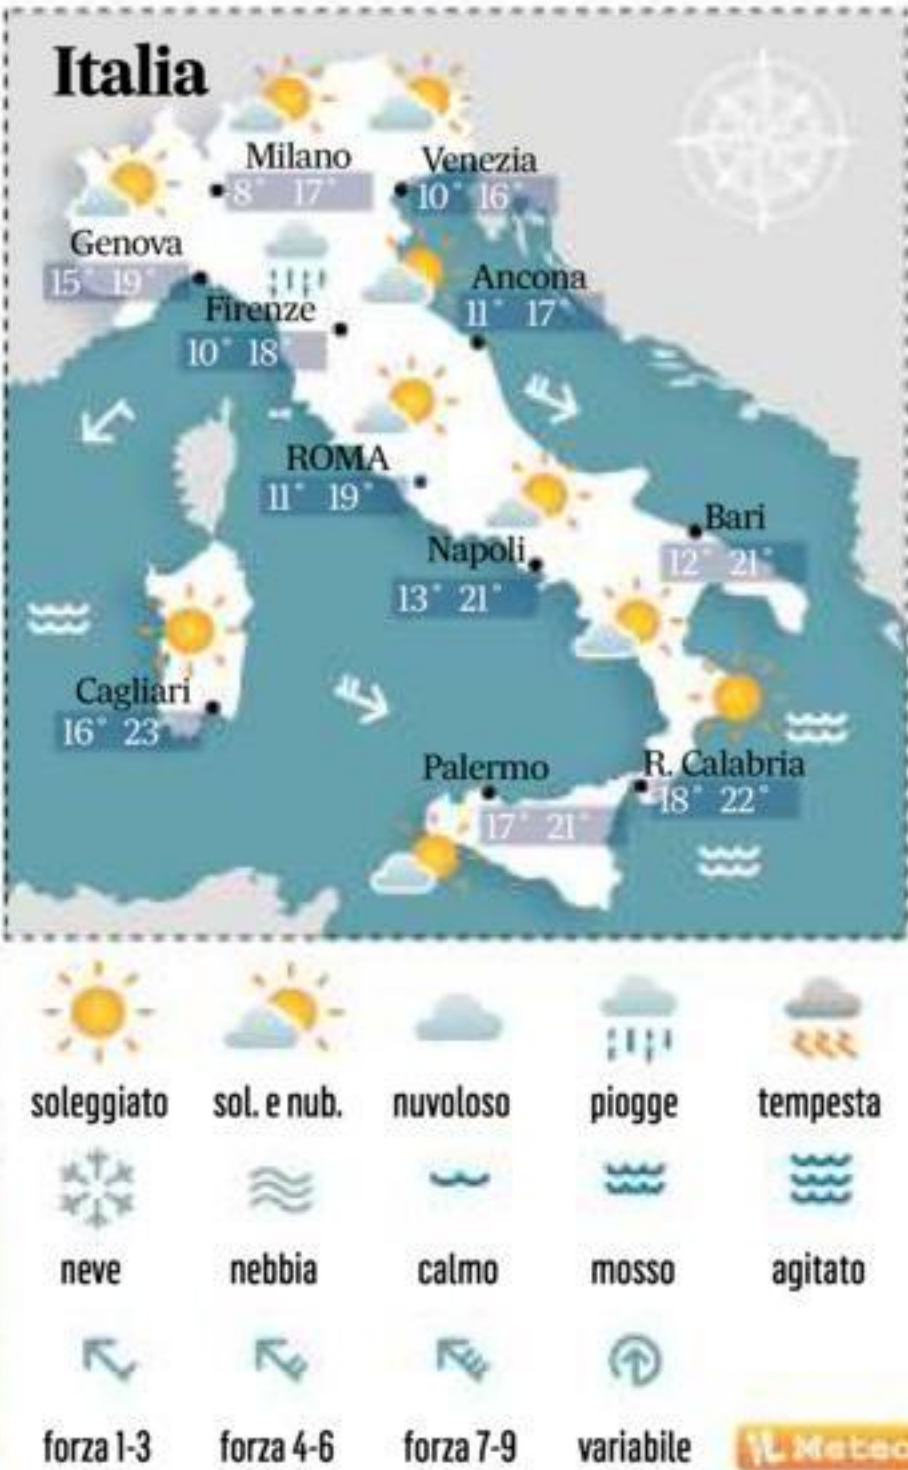 Italia
Milano
8° 17°
Venezia
10° 16°
Genova
15° 19°
Firenze
10° 18°
Ancona
11° 17°
ROMA
11° 19°
Napoli
13° 21°
Bari
12° 21°
Cagliari
16° 23°
Palermo
17° 21°
R. Calabria
18° 22°
soleggiato sol. e nub. nuvoloso piogge tempesta
neve nebbia calmo mosso agitato
forza 1-3 forza 4-6 forza 7-9 variabile